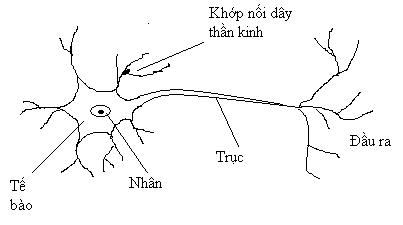 Khớp nối dây
thần kinh
Đầu ra
Trục
Nhân
Tế
bào